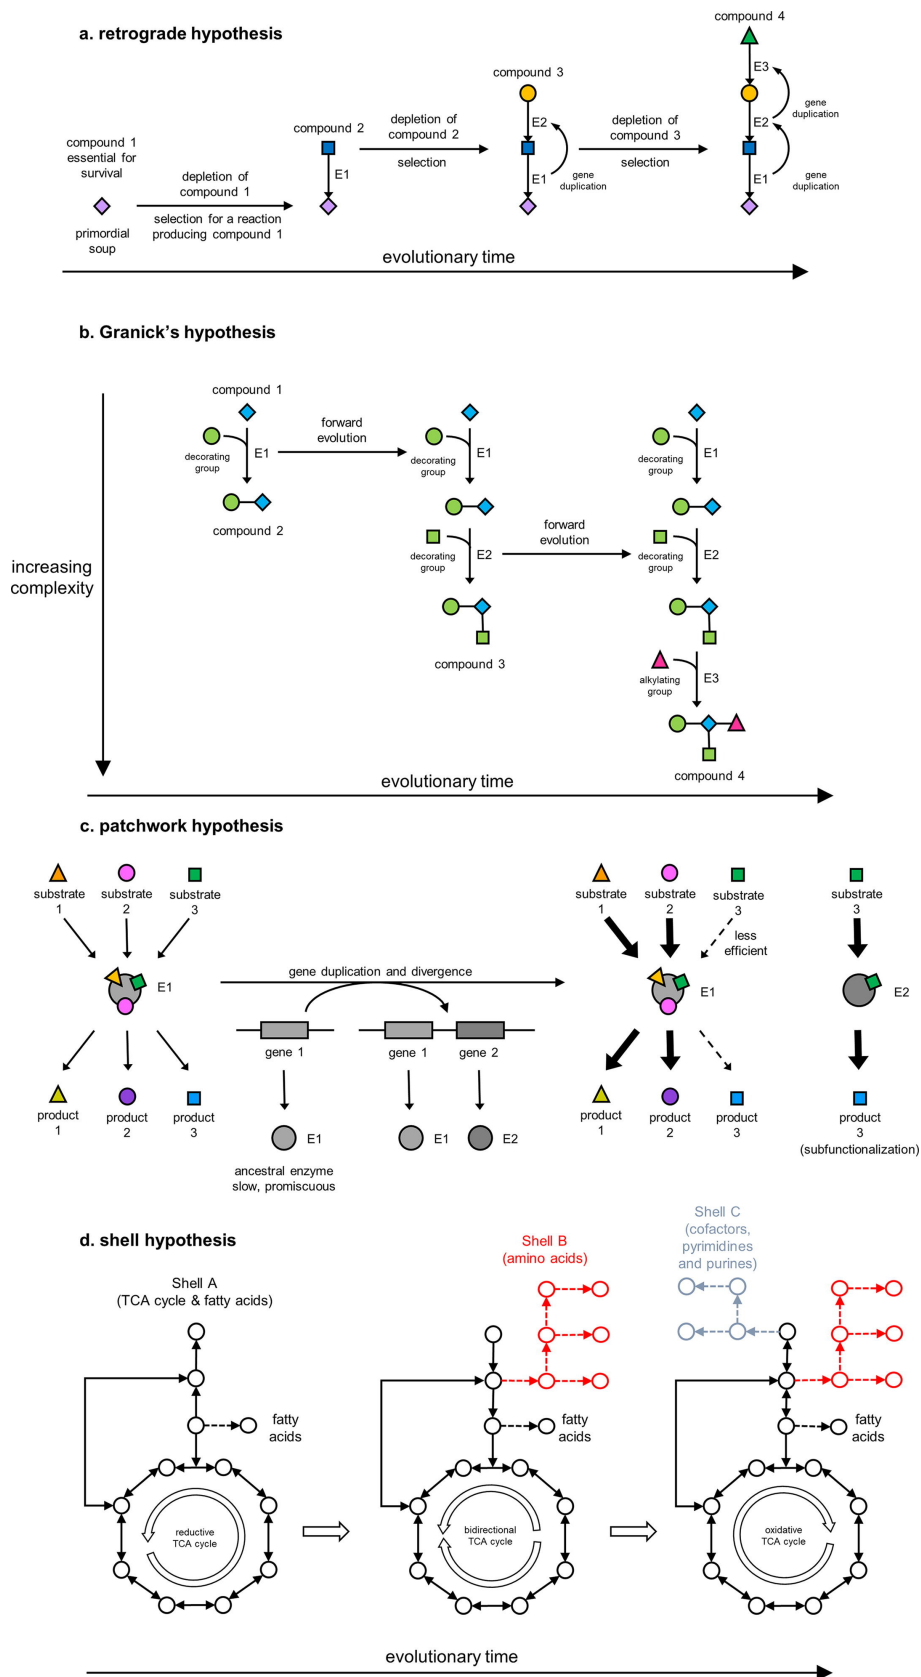 a. retrograde hypothesis
compound 4
compound 3
E3
gene
duplication
compound 2
depletion of
compound 2
selection
E2
depletion of
compound 3
selection
E2
compound 1
essential for
survival
depletion of
compound 1
selection for a reaction
producing compound 1
E1
E1
gene
duplication
E1
gene
duplication
primordial
soup
evolutionary time
b. Granick's hypothesis
compound 1
decorating
group
E1
forward
evolution
decorating
group
E1
decorating
group
E1
compound 2
decorating
group
E2
forward
evolution
decorating
group
E2
increasing
complexity
compound 3
alkylating
group
E3
compound 4
evolutionary time
c. patchwork hypothesis
substrate
1
substrate
2
substrate
3
substrate
1
substrate
2
substrate
3
substrate
3
less
efficient
E1
gene duplication and divergence
E1
E2
gene 1
gene 1
gene 2
product
1
product
2
product
3
E1
E1
E2
ancestral enzyme
slow, promiscuous
product
1
product
2
product
3
product
3
(subfunctionalization)
d. shell hypothesis
Shell A
(TCA cycle & fatty acids)
Shell B
(amino acids)
Shell C
(cofactors,
pyrimidines
and purines)
fatty
acids
fatty
acids
fatty
acids
reductive
TCA cycle
bidirectional
TCA cycle
oxidative
TCA cycle
evolutionary time